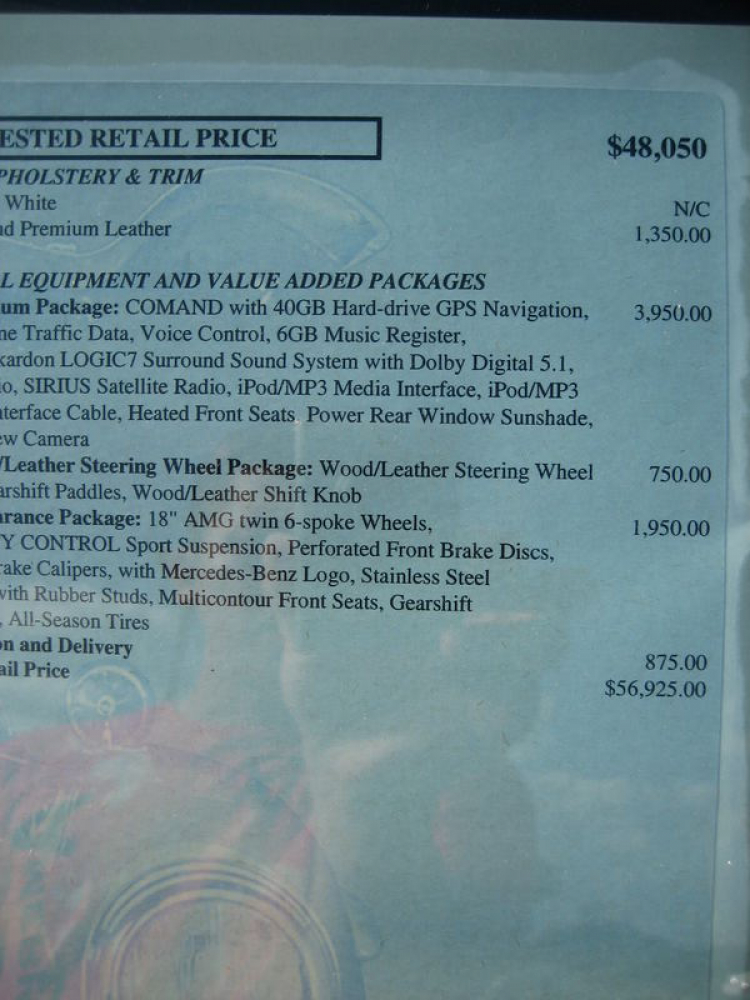 ESTED RETAIL PRICE $48,050
PHOLSTERY & TRIM
White N/C
nd Premium Leather 1,350.00
L EQUIPMENT AND VALUE ADDED PACKAGES
um Package: COMAND with 40GB Hard-drive GPS Navigation, 3,950.00
me Traffic Data, Voice Control, 6GB Music Register,
kardon LOGIC7 Surround Sound System with Dolby Digital 5.1,
io, SIRIUS Satellite Radio, iPod/MP3 Media Interface, iPod/MP3
nterface Cable, Heated Front Seats, Power Rear Window Sunshade,
ew Camera
/Leather Steering Wheel Package: Wood/Leather Steering Wheel 750.00
arshift Paddles, Wood/Leather Shift Knob
arance Package: 18" AMG twin 6-spoke Wheels, 1,950.00
Y CONTROL Sport Suspension, Perforated Front Brake Discs,
rake Calipers, with Mercedes-Benz Logo, Stainless Steel
with Rubber Studs, Multicontour Front Seats, Gearshift
, All-Season Tires
on and Delivery 875.00
ail Price $56,925.00